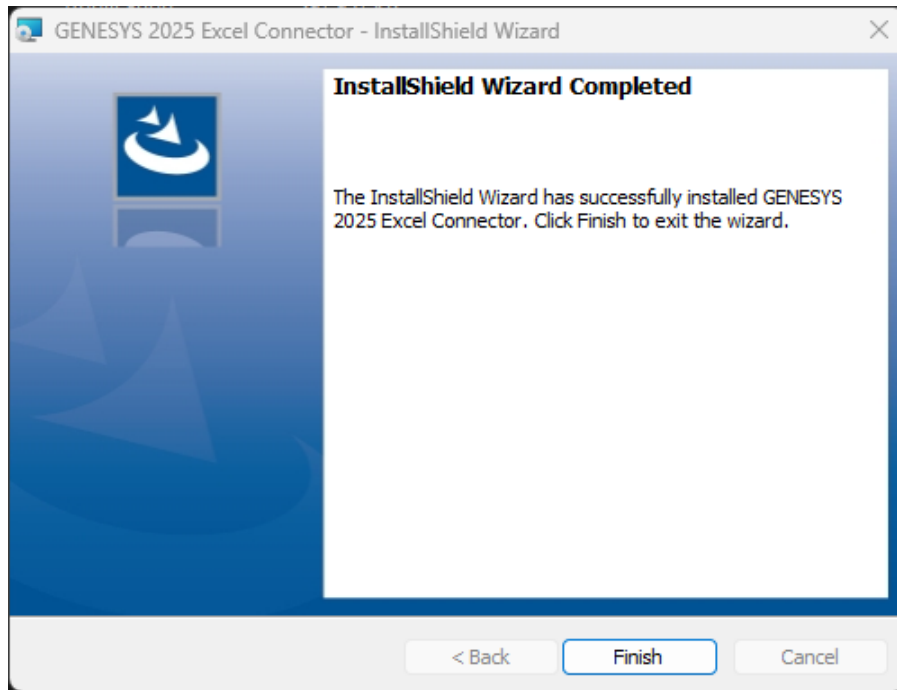 GENESYS 2025 Excel Connector - InstallShield Wizard
InstallShield Wizard Completed
The InstallShield Wizard has successfully installed GENESYS
2025 Excel Connector. Click Finish to exit the wizard.
< Back
Finish
Cancel